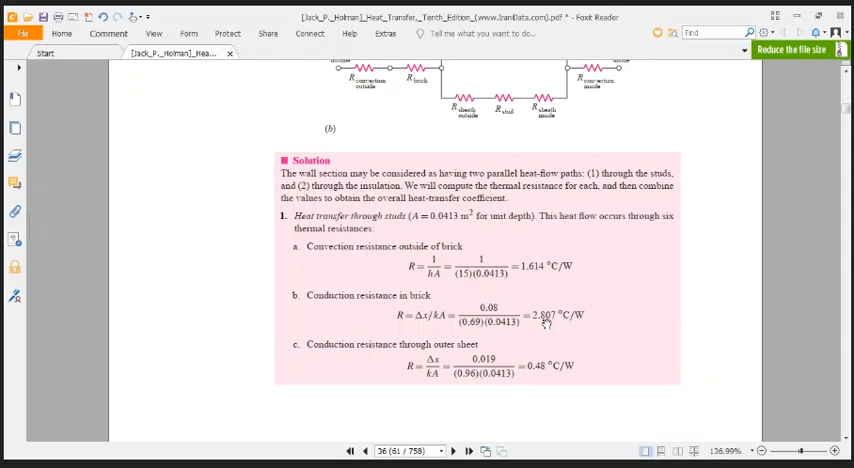 [Jack_P._Holman]_Heat_Transfer,_Tenth_Edition_(www.IraniData.com).pdf * - Foxit Reader
File Home Comment View Form Protect Share Connect Help Extras Tell me what you want to do... Find
Start [Jack_P._Holman]_Hea... Reduce the file size
R convection outside R brick R convection inside
R sheath outside R stud R sheath inside
(b)
Solution
The wall section may be considered as having two parallel heat-flow paths: (1) through the studs,
and (2) through the insulation. We will compute the thermal resistance for each, and then combine
the values to obtain the overall heat-transfer coefficient.
1. Heat transfer through studs (A = 0.0413 m² for unit depth). This heat flow occurs through six
thermal resistances:
a. Convection resistance outside of brick
R = 1/hA = 1/(15)(0.0413) = 1.614 °C/W
b. Conduction resistance in brick
R = Δx/kA = 0.08/(0.69)(0.0413) = 2.807 °C/W
c. Conduction resistance through outer sheet
R = Δx/kA = 0.019/(0.96)(0.0413) = 0.48 °C/W
36 (61 / 758) 136.99%